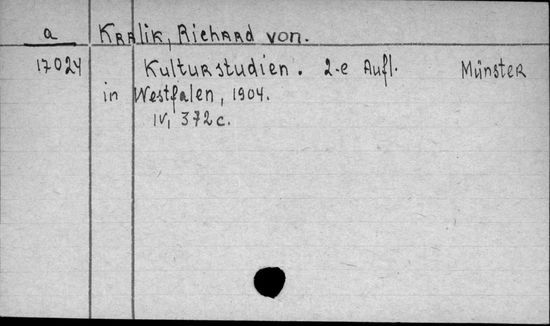 a Kralik, Richard von.
17024 Kulturstudien. 2-e Aufl. Münster
in Westfalen, 1904.
IV, 372 c.